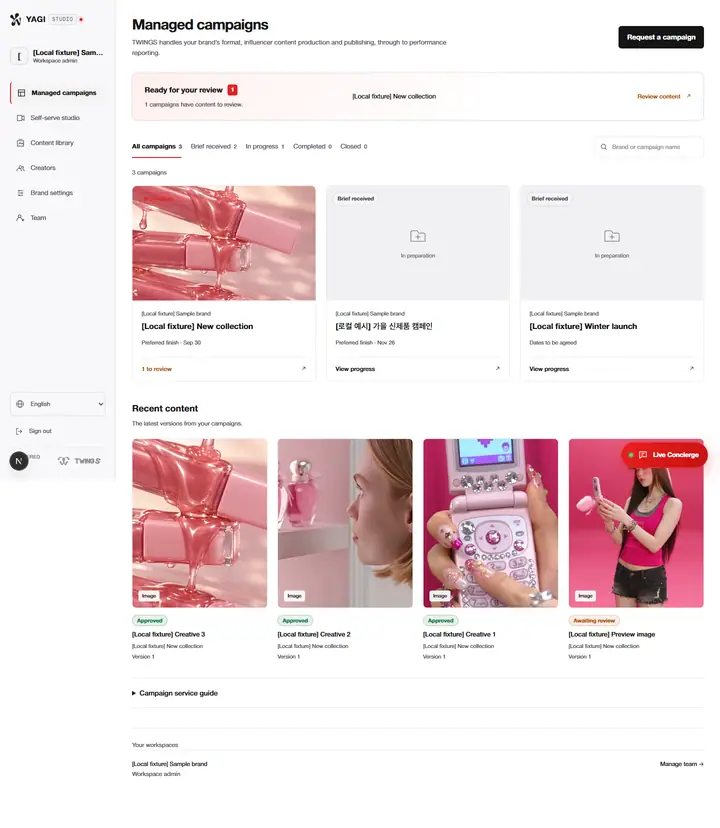 YAGI STUDIO
[
[Local fixture] Sam...
Workspace admin
Managed campaigns
Self-serve studio
Content library
Creators
Brand settings
Team
English
Sign out
N
TWINGS
Managed campaigns
TWINGS handles your brand's format, influencer content production and publishing, through to performance
reporting.
Request a campaign
Ready for your review 1
1 campaigns have content to review.
[Local fixture] New collection
Review content ↗
All campaigns 3 Brief received 2 In progress 1 Completed 0 Closed 0
Brand or campaign name
3 campaigns
[Local fixture] Sample brand
[Local fixture] New collection
Preferred finish - Sep 30
1 to review ↗
Brief received
In preparation
[Local fixture] Sample brand
[로컬 예시] 가을 신제품 캠페인
Preferred finish - Nov 26
View progress ↗
Brief received
In preparation
[Local fixture] Sample brand
[Local fixture] Winter launch
Dates to be agreed
View progress ↗
Recent content
The latest versions from your campaigns.
Live Concierge
Image
Approved
[Local fixture] Creative 3
[Local fixture] New collection
Version 1
Image
Approved
[Local fixture] Creative 2
[Local fixture] New collection
Version 1
Image
Approved
[Local fixture] Creative 1
[Local fixture] New collection
Version 1
Image
Awaiting review
[Local fixture] Preview image
[Local fixture] New collection
Version 1
Campaign service guide
Your workspaces
[Local fixture] Sample brand
Workspace admin
Manage team →